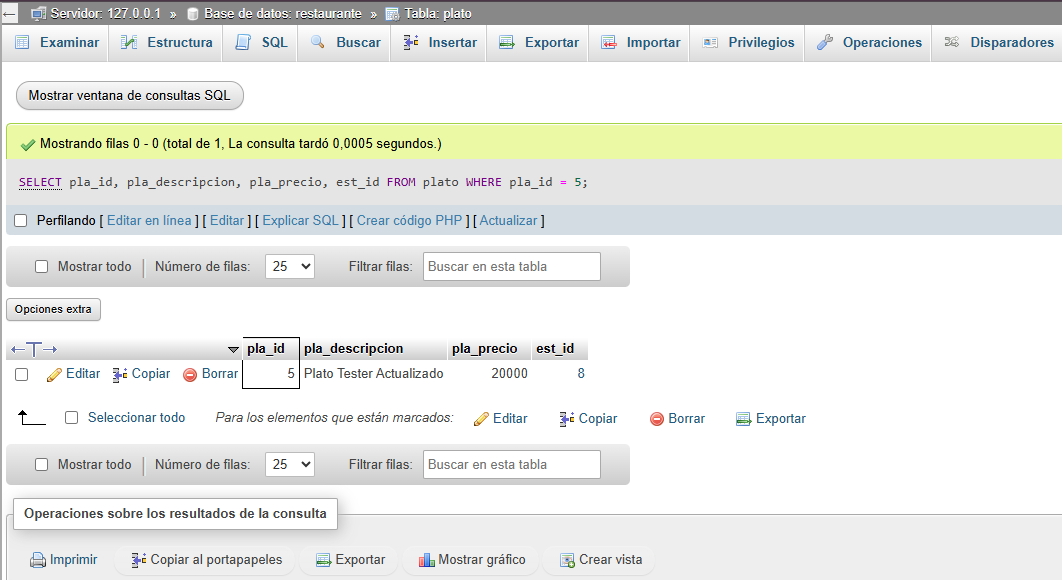 Servidor: 127.0.0.1 » Base de datos: restaurante » Tabla: plato
Examinar Estructura SQL Buscar Insertar Exportar Importar Privilegios Operaciones Disparadores
Mostrar ventana de consultas SQL
Mostrando filas 0 - 0 (total de 1, La consulta tardó 0,0005 segundos.)
SELECT pla_id, pla_descripcion, pla_precio, est_id FROM plato WHERE pla_id = 5;
Perfilando [ Editar en línea ] [ Editar ] [ Explicar SQL ] [ Crear código PHP ] [ Actualizar ]
Mostrar todo Número de filas: 25 Filtrar filas: Buscar en esta tabla
Opciones extra
←T→ pla_id pla_descripcion pla_precio est_id
Editar Copiar Borrar 5 Plato Tester Actualizado 20000 8
Seleccionar todo Para los elementos que están marcados: Editar Copiar Borrar Exportar
Mostrar todo Número de filas: 25 Filtrar filas: Buscar en esta tabla
Operaciones sobre los resultados de la consulta
Imprimir Copiar al portapapeles Exportar Mostrar gráfico Crear vista